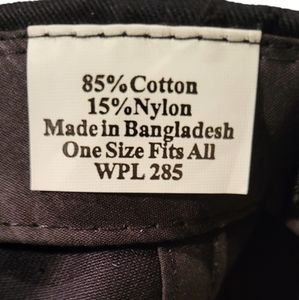 85%Cotton
15%Nylon
Made in Bangladesh
One Size Fits All
WPL 285